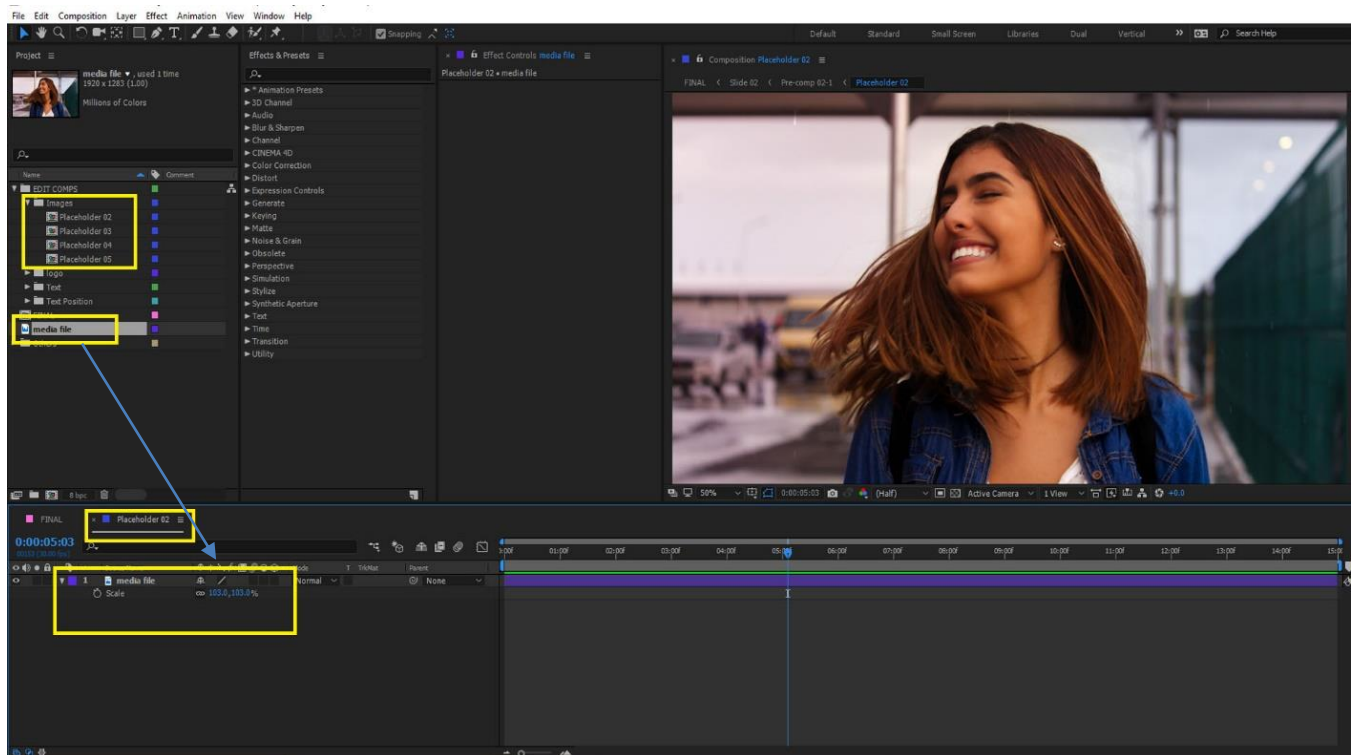 File Edit Composition Layer Effect Animation View Window Help
Snapping
Default Standard Small Screen Libraries Dual Vertical » Search Help
Project
media file ▼ , used 1 time
1920 x 1283 (1.00)
Millions of Colors
Name Comment
EDIT COMPS
Images
Placeholder 02
Placeholder 03
Placeholder 04
Placeholder 05
logo
Text
Text Position
media file
8 bpc
Effects & Presets
* Animation Presets
3D Channel
Audio
Blur & Sharpen
Channel
CINEMA 4D
Color Correction
Distort
Expression Controls
Generate
Keying
Matte
Noise & Grain
Obsolete
Perspective
Simulation
Stylize
Synthetic Aperture
Text
Time
Transition
Utility
Effect Controls media file
Placeholder 02 • media file
Composition Placeholder 02
FINAL Slide 02 Pre-comp 02-1 Placeholder 02
50% 0:00:05:03 (Half) Active Camera 1 View +0.0
FINAL Placeholder 02
0:00:05:03
T TrkMat Parent
1 media file Normal None
Scale 103.0,103.0%
01:00f 02:00f 03:00f 04:00f 06:00f 07:00f 08:00f 09:00f 10:00f 11:00f 12:00f 13:00f 14:00f